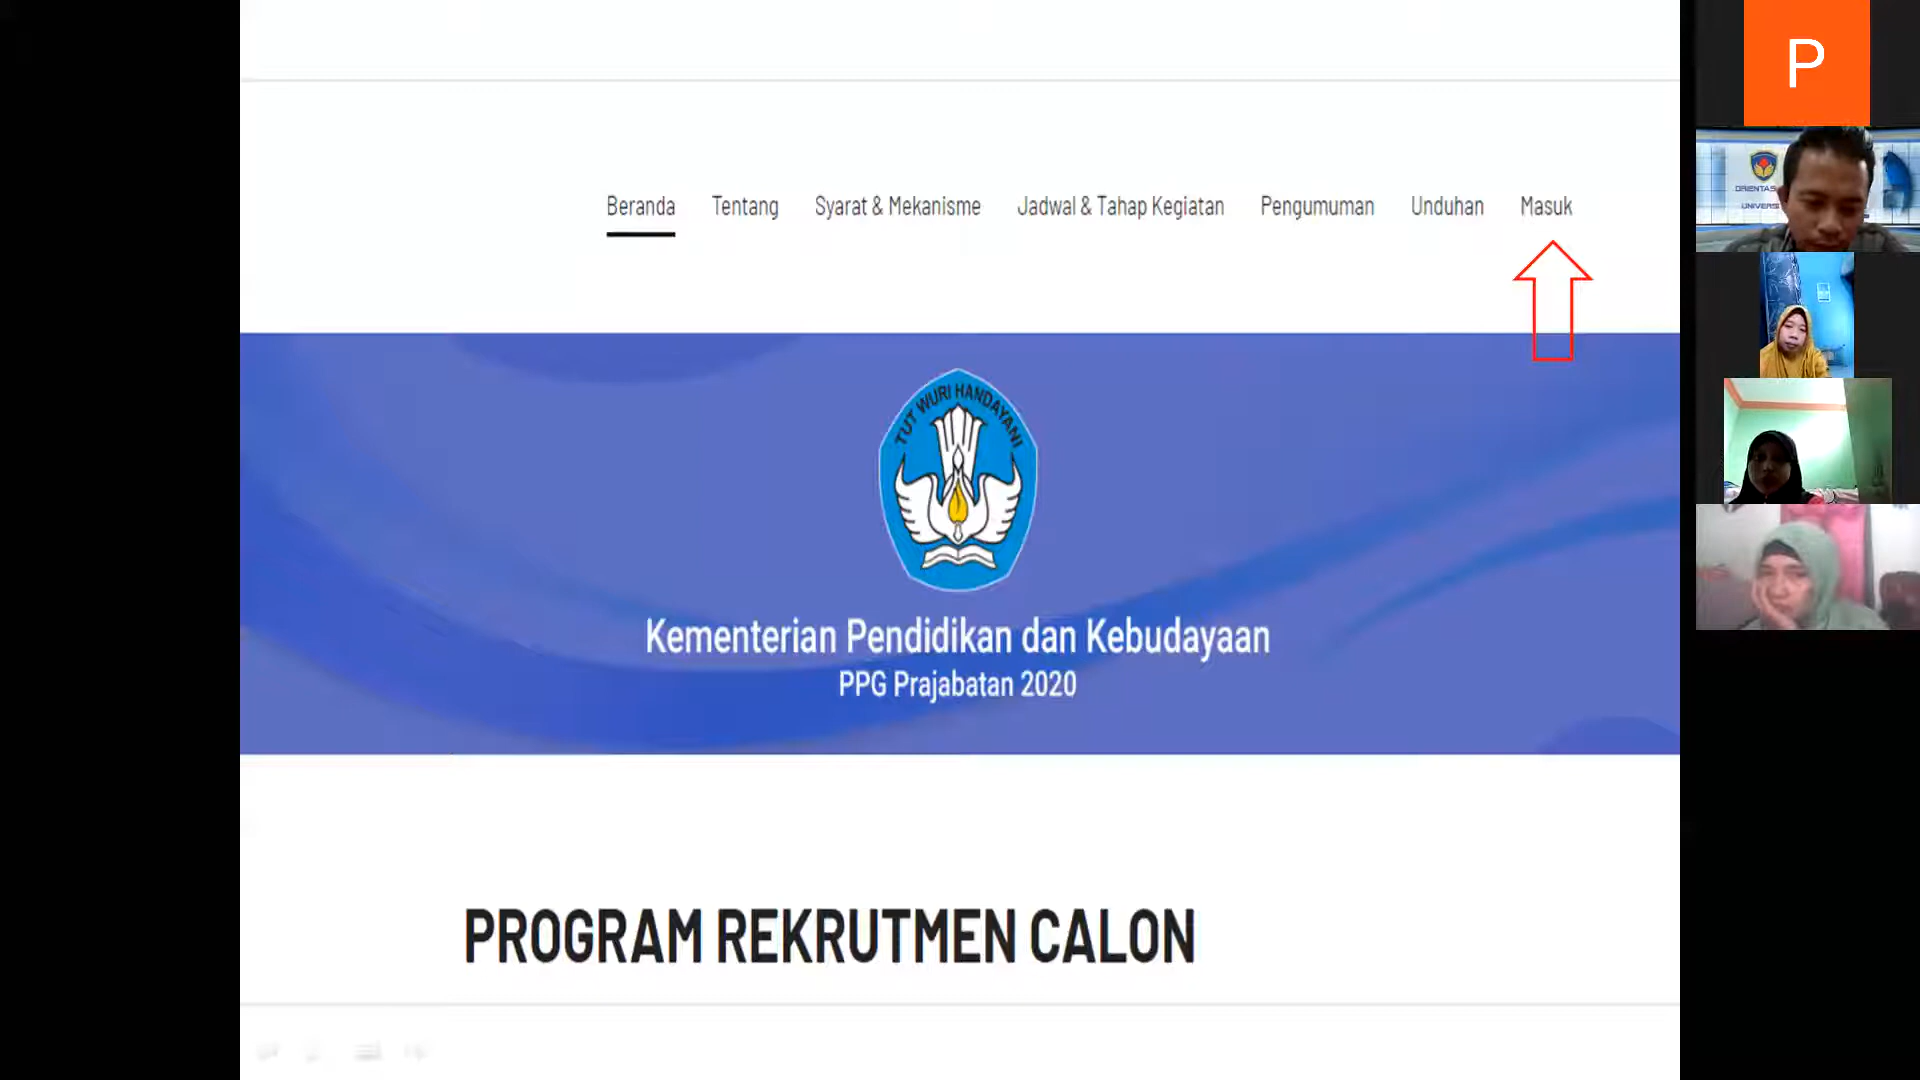 Beranda Tentang Syarat & Mekanisme Jadwal & Tahap Kegiatan Pengumuman Unduhan Masuk
TUT WURI HANDAYANI
Kementerian Pendidikan dan Kebudayaan
PPG Prajabatan 2020
PROGRAM REKRUTMEN CALON
P